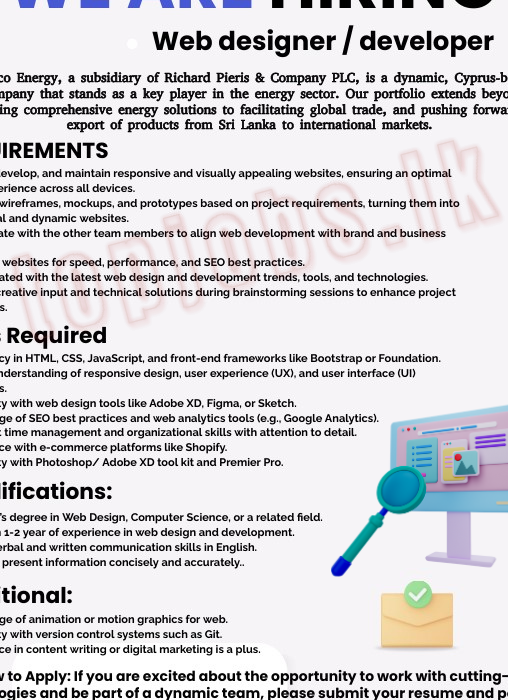 WE ARE HIRING
Web designer / developer
co Energy, a subsidiary of Richard Pieris & Company PLC, is a dynamic, Cyprus-b
mpany that stands as a key player in the energy sector. Our portfolio extends beyo
ing comprehensive energy solutions to facilitating global trade, and pushing forwa
export of products from Sri Lanka to international markets.
UIREMENTS
evelop, and maintain responsive and visually appealing websites, ensuring an optimal
erience across all devices.
wireframes, mockups, and prototypes based on project requirements, turning them into
al and dynamic websites.
ate with the other team members to align web development with brand and business
websites for speed, performance, and SEO best practices.
ated with the latest web design and development trends, tools, and technologies.
creative input and technical solutions during brainstorming sessions to enhance project
s.
topjobs.lk
s Required
cy in HTML, CSS, JavaScript, and front-end frameworks like Bootstrap or Foundation.
nderstanding of responsive design, user experience (UX), and user interface (UI)
s.
ty with web design tools like Adobe XD, Figma, or Sketch.
ge of SEO best practices and web analytics tools (e.g., Google Analytics).
t time management and organizational skills with attention to detail.
ce with e-commerce platforms like Shopify.
ty with Photoshop/ Adobe XD tool kit and Premier Pro.
lifications:
's degree in Web Design, Computer Science, or a related field.
n 1-2 year of experience in web design and development.
erbal and written communication skills in English.
present information concisely and accurately..
itional:
ge of animation or motion graphics for web.
ty with version control systems such as Git.
ce in content writing or digital marketing is a plus.
w to Apply: If you are excited about the opportunity to work with cutting-
logies and be part of a dynamic team, please submit your resume and po